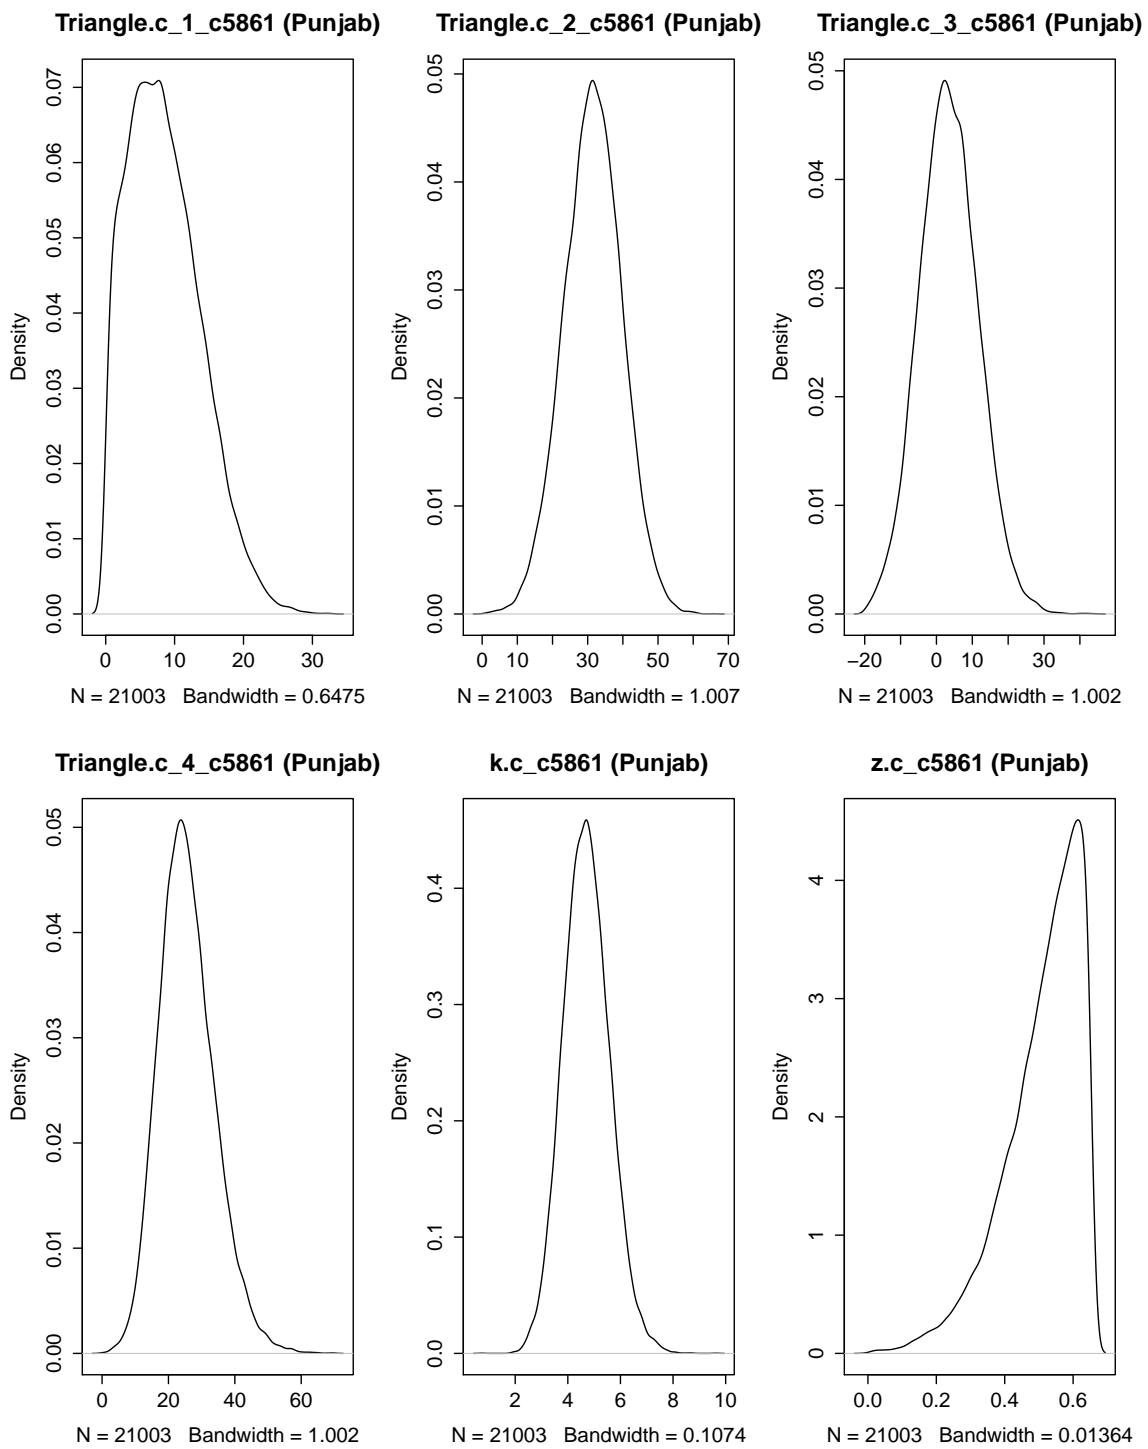 Triangle.c_1_c5861 (Punjab)
Density
0.00 0.01 0.02 0.03 0.04 0.05 0.06 0.07
0 10 20 30
N = 21003 Bandwidth = 0.6475
Triangle.c_2_c5861 (Punjab)
Density
0.00 0.01 0.02 0.03 0.04 0.05
0 10 30 50 70
N = 21003 Bandwidth = 1.007
Triangle.c_3_c5861 (Punjab)
Density
0.00 0.01 0.02 0.03 0.04 0.05
−20 0 10 30
N = 21003 Bandwidth = 1.002
Triangle.c_4_c5861 (Punjab)
Density
0.00 0.01 0.02 0.03 0.04 0.05
0 20 40 60
N = 21003 Bandwidth = 1.002
k.c_c5861 (Punjab)
Density
0.0 0.1 0.2 0.3 0.4
2 4 6 8 10
N = 21003 Bandwidth = 0.1074
z.c_c5861 (Punjab)
Density
0 1 2 3 4
0.0 0.2 0.4 0.6
N = 21003 Bandwidth = 0.01364